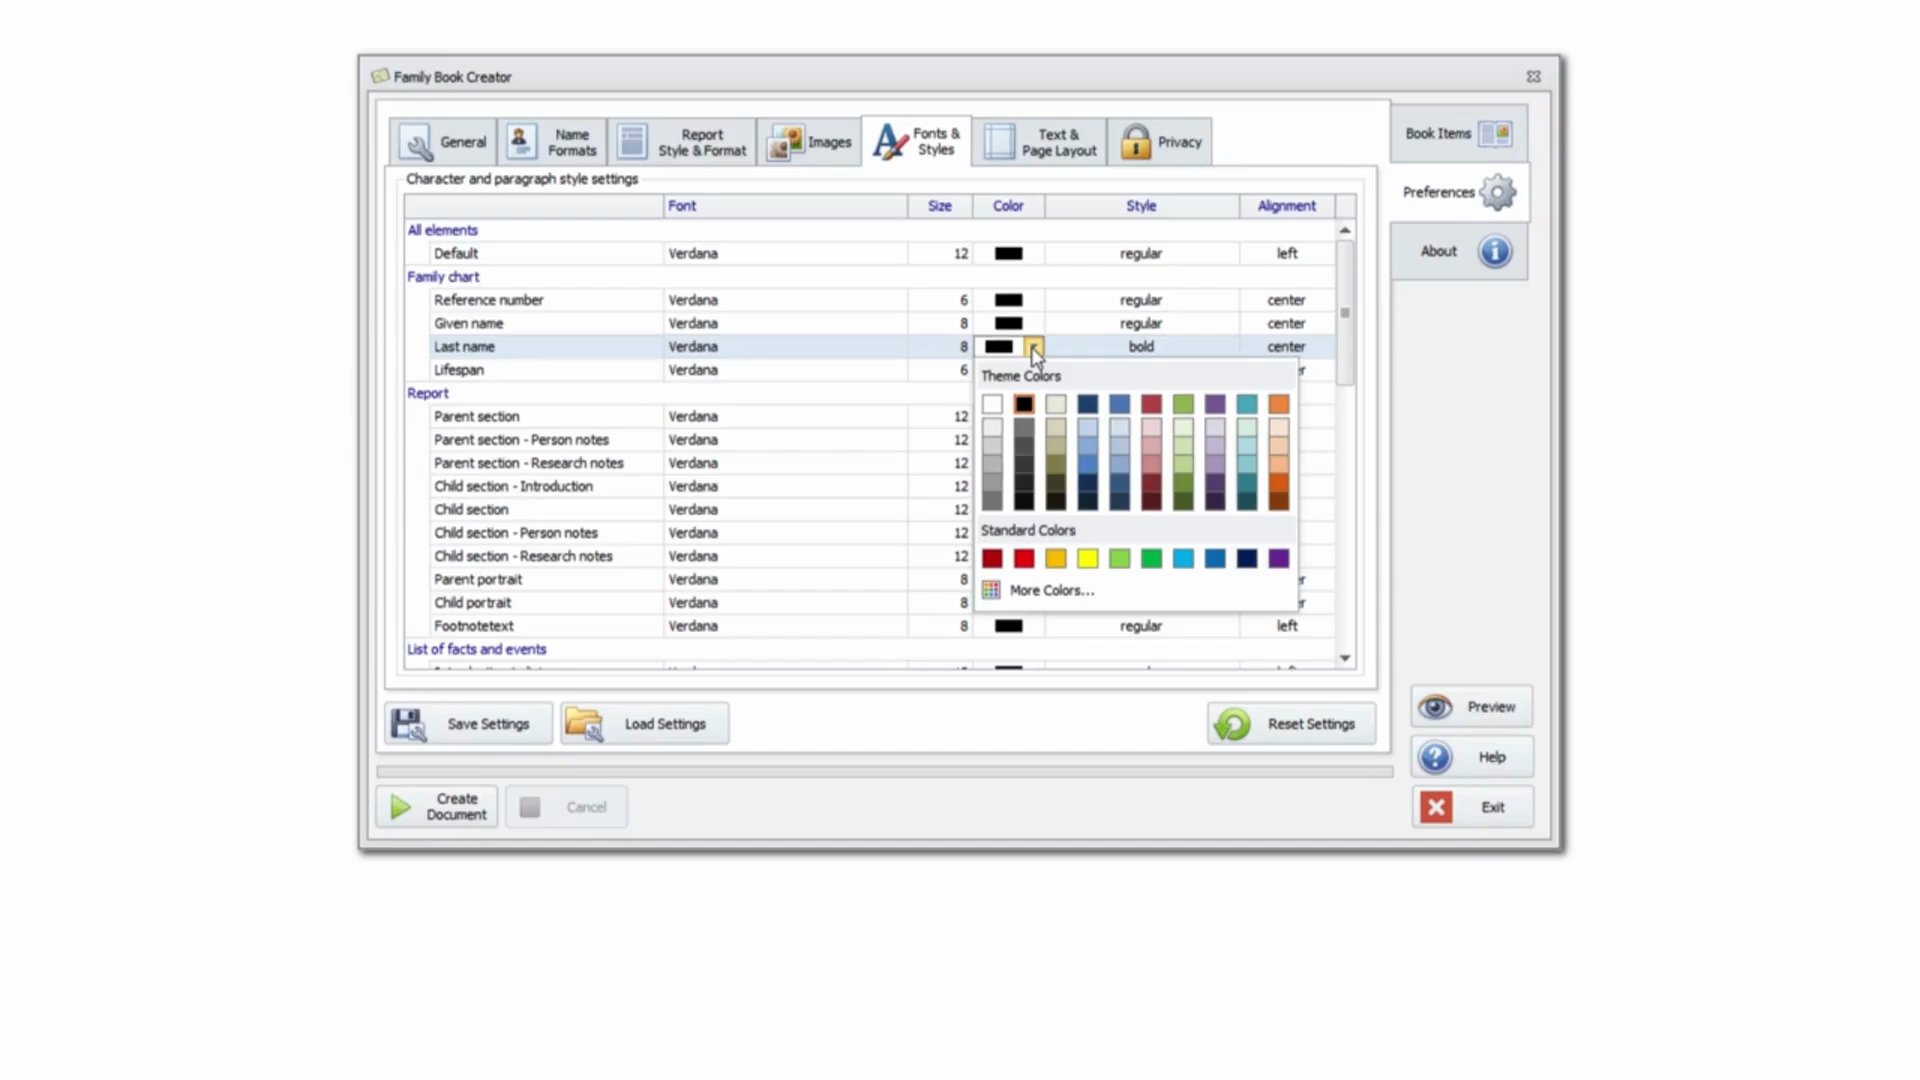 Family Book Creator
General
Name
Formats
Report
Style & Format
Images
Fonts &
Styles
Text &
Page Layout
Privacy
Book Items
Preferences
About
Character and paragraph style settings
Font Size Color Style Alignment
All elements
Default Verdana 12 regular left
Family chart
Reference number Verdana 6 regular center
Given name Verdana 8 regular center
Last name Verdana 8 bold center
Lifespan Verdana 6
Theme Colors
Report
Parent section Verdana 12
Parent section - Person notes Verdana 12
Parent section - Research notes Verdana 12
Child section - Introduction Verdana 12
Child section Verdana 12
Child section - Person notes Verdana 12
Standard Colors
Child section - Research notes Verdana 12
Parent portrait Verdana 8
More Colors...
Child portrait Verdana 8
Footnotetext Verdana 8 regular left
List of facts and events
Save Settings
Load Settings
Reset Settings
Preview
Help
Exit
Create
Document
Cancel